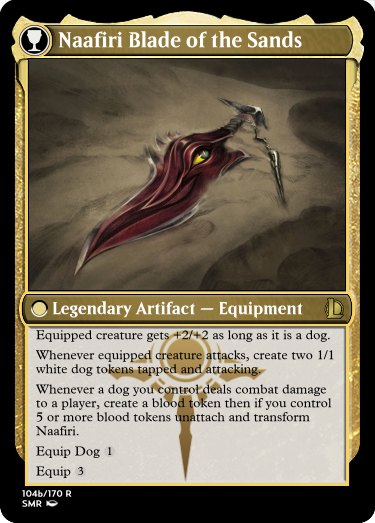 Naafiri Blade of the Sands
Legendary Artifact — Equipment
Equipped creature gets +2/+2 as long as it is a dog.
Whenever equipped creature attacks, create two 1/1
white dog tokens tapped and attacking.
Whenever a dog you control deals combat damage
to a player, create a blood token then if you control
5 or more blood tokens unattach and transform
Naafiri.
Equip Dog 1
Equip 3
104b/170 R
SMR